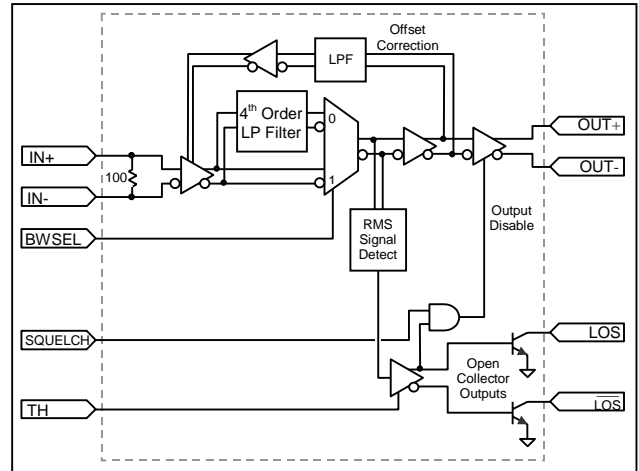 Offset
Correction
LPF
4th Order
LP Filter
0
1
OUT+
OUT-
IN+
100
IN-
BWSEL
RMS
Signal
Detect
Output
Disable
SQUELCH
LOS
Open
Collector
Outputs
TH
LOS